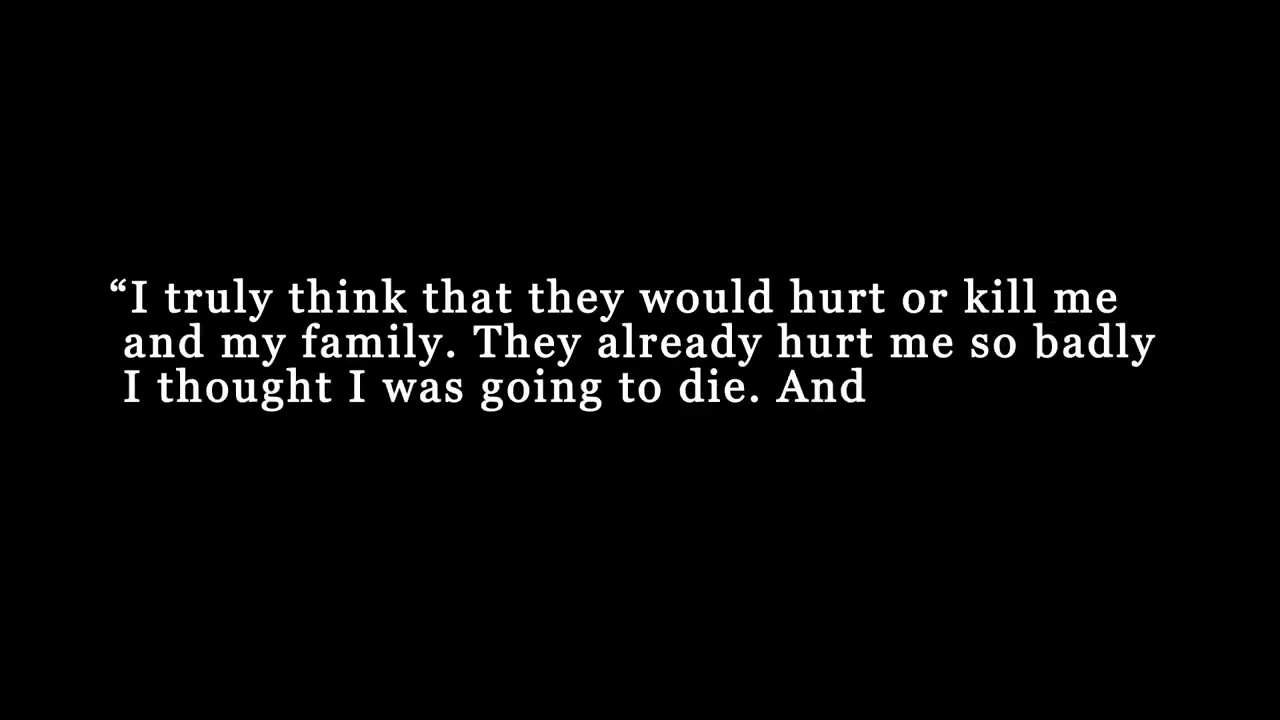 “I truly think that they would hurt or kill me
and my family. They already hurt me so badly
I thought I was going to die. And